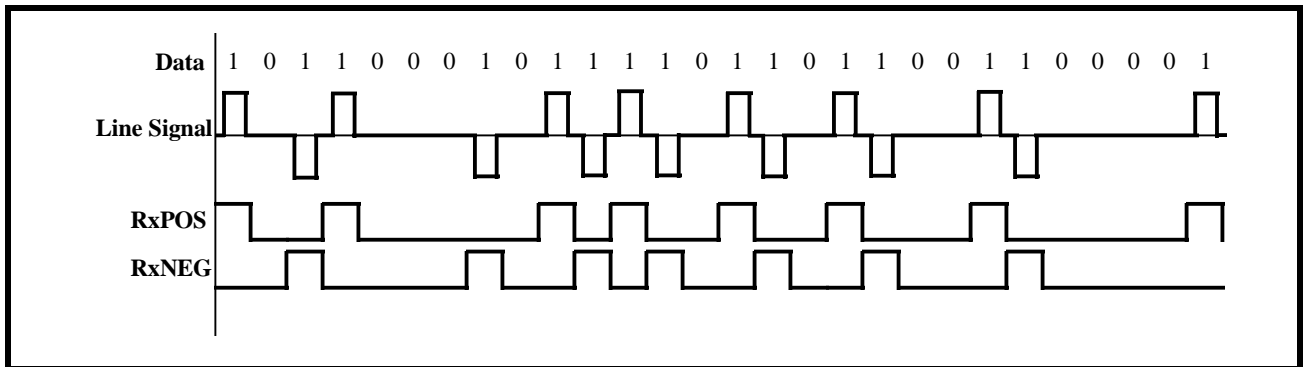 Data 1 0 1 1 0 0 0 1 0 1 1 1 1 0 1 1 0 1 1 0 0 1 1 0 0 0 0 1
Line Signal
RxPOS
RxNEG